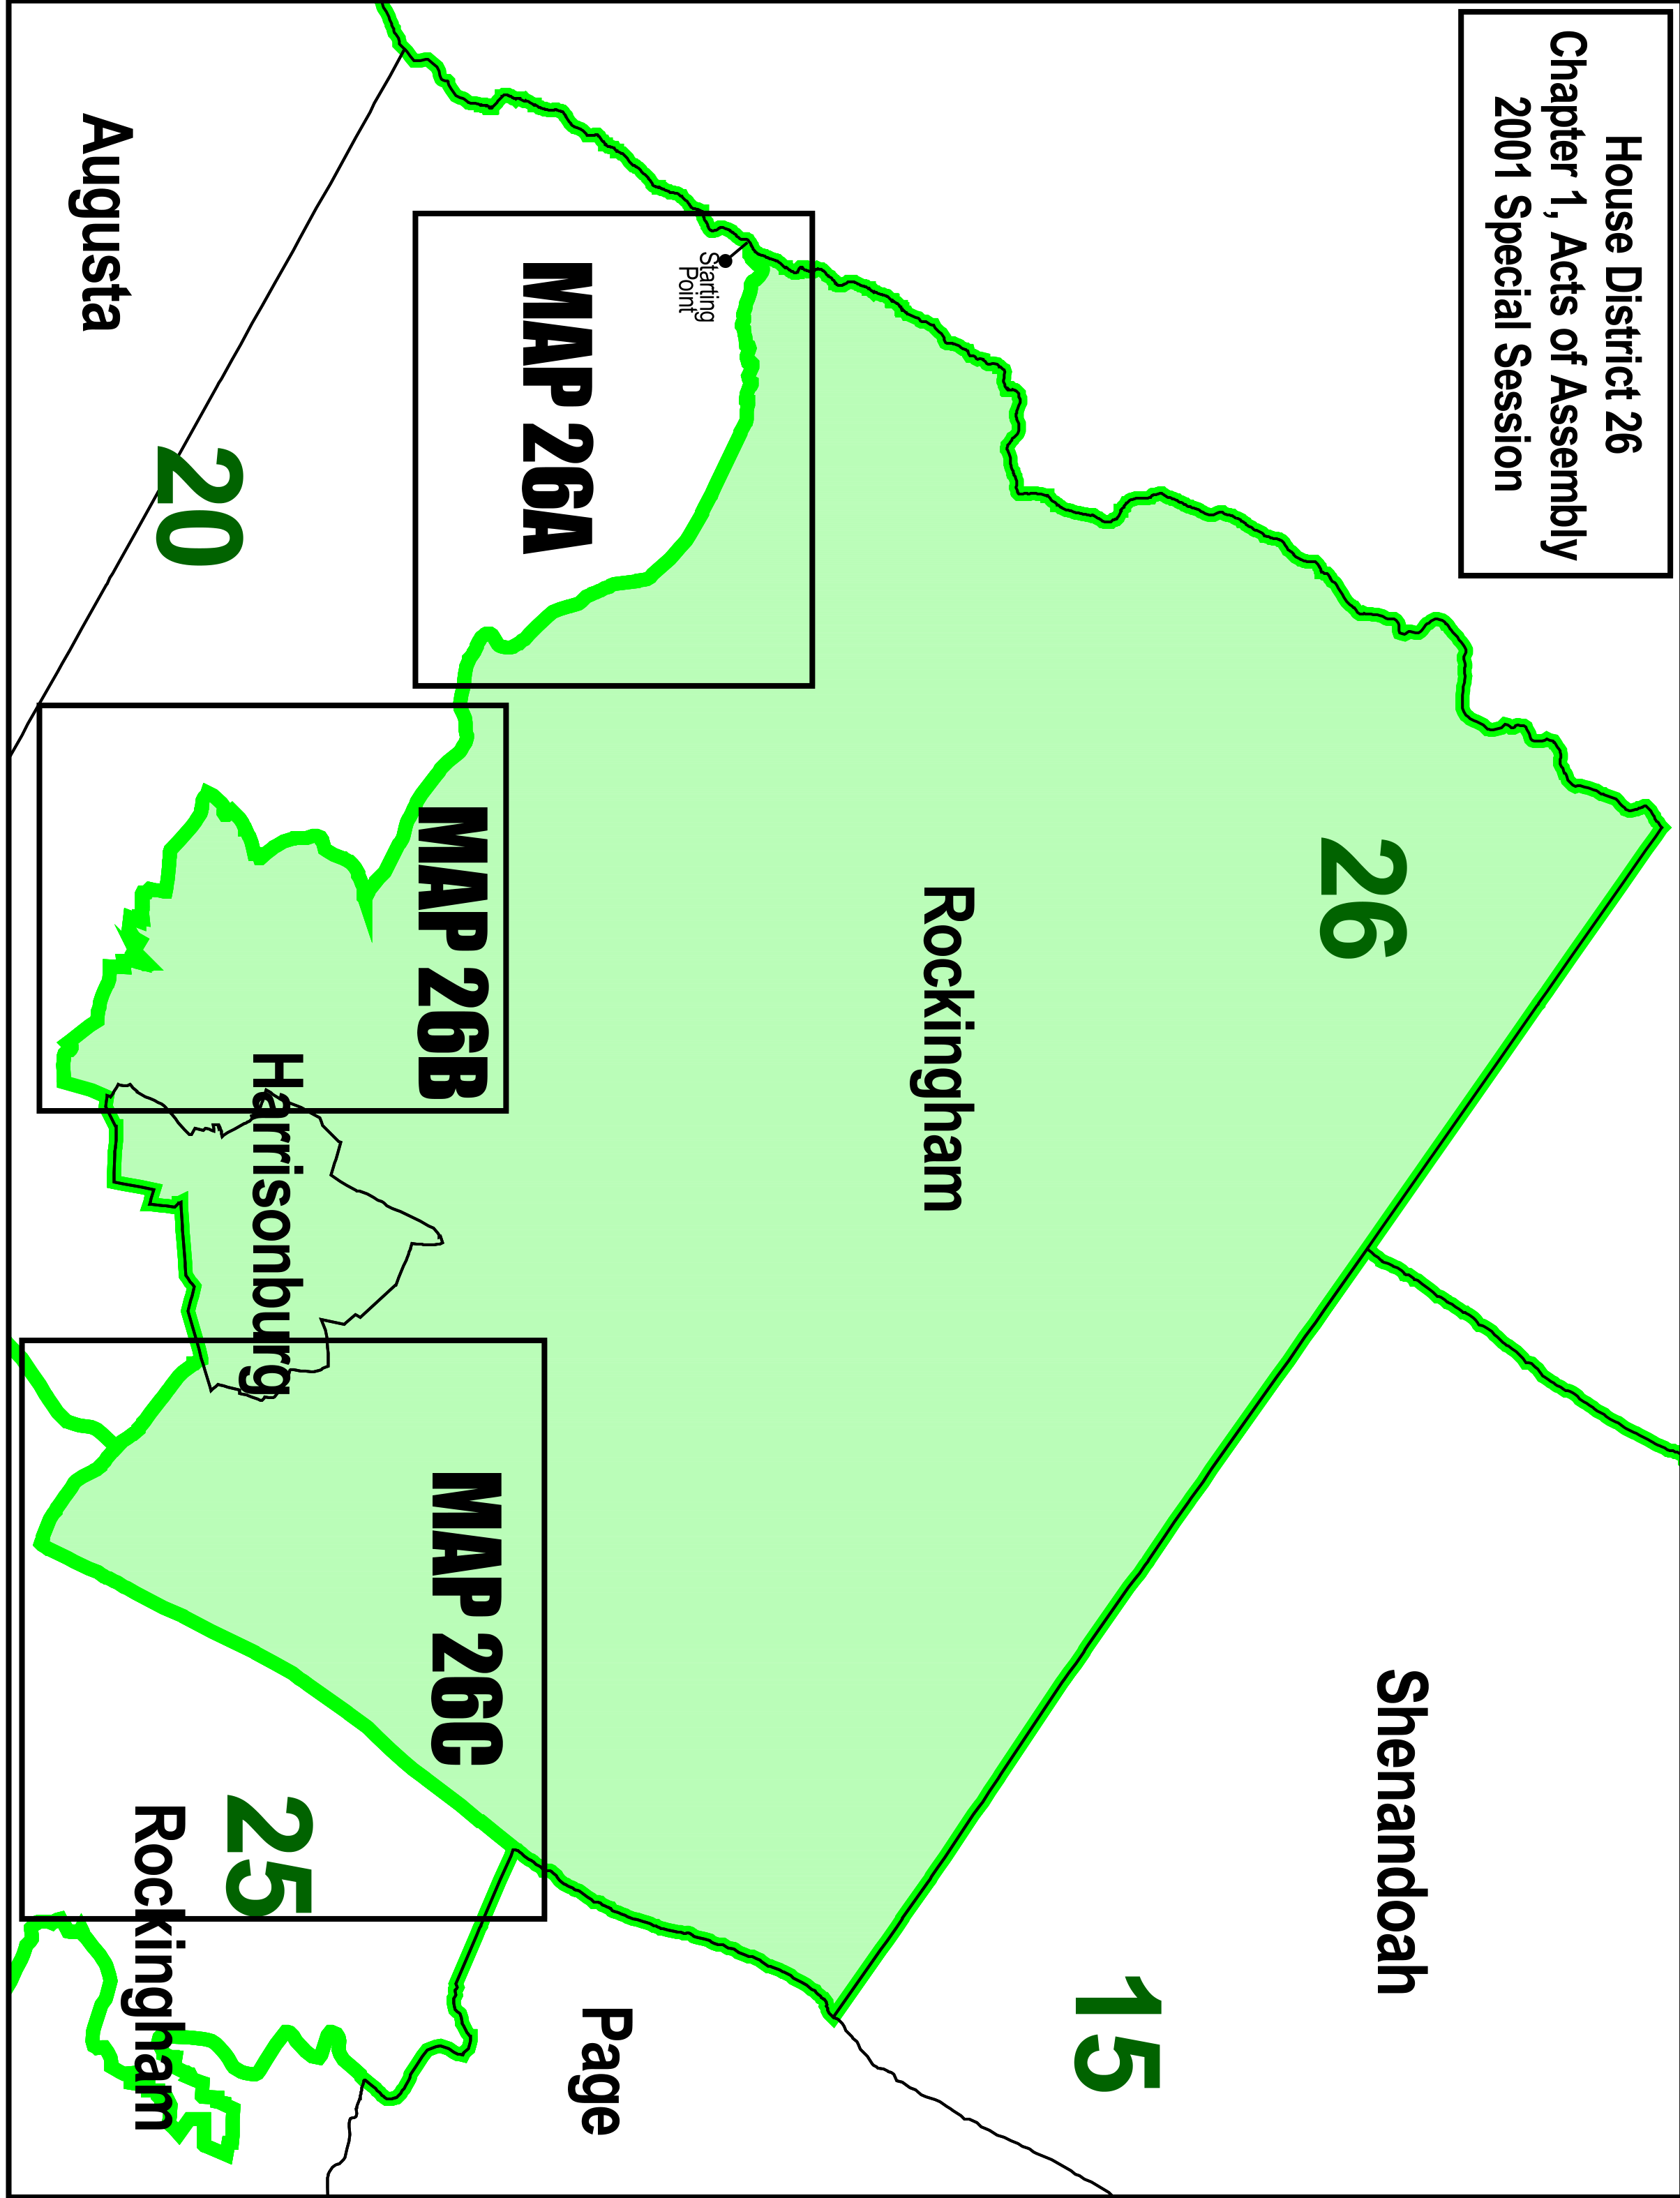 House District 26
Chapter 1, Acts of Assembly
2001 Special Session
Shenandoah
26
15
Rockingham
Starting
Point
Page
MAP 26A
MAP 26B
MAP 26C
Harrisonburg
25
20
Rockingham
Augusta